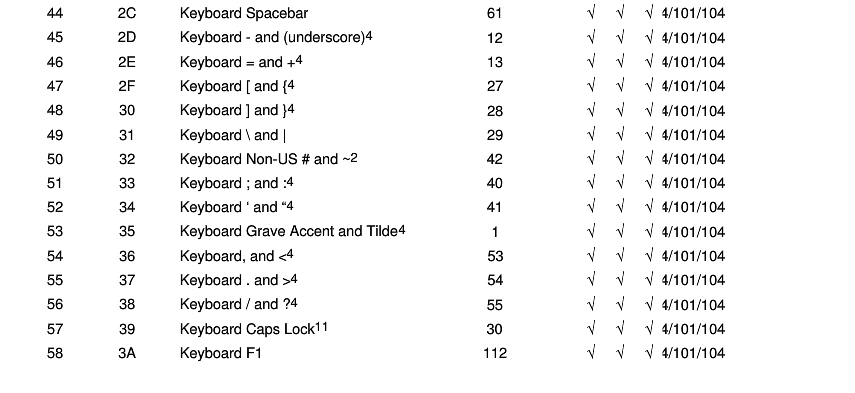 44 2C Keyboard Spacebar 61 √ √ √ 4/101/104
45 2D Keyboard - and (underscore)4 12 √ √ √ 4/101/104
46 2E Keyboard = and +4 13 √ √ √ 4/101/104
47 2F Keyboard [ and {4 27 √ √ √ 4/101/104
48 30 Keyboard ] and }4 28 √ √ √ 4/101/104
49 31 Keyboard \ and | 29 √ √ √ 4/101/104
50 32 Keyboard Non-US # and ~2 42 √ √ √ 4/101/104
51 33 Keyboard ; and :4 40 √ √ √ 4/101/104
52 34 Keyboard ‘ and “4 41 √ √ √ 4/101/104
53 35 Keyboard Grave Accent and Tilde4 1 √ √ √ 4/101/104
54 36 Keyboard, and <4 53 √ √ √ 4/101/104
55 37 Keyboard . and >4 54 √ √ √ 4/101/104
56 38 Keyboard / and ?4 55 √ √ √ 4/101/104
57 39 Keyboard Caps Lock11 30 √ √ √ 4/101/104
58 3A Keyboard F1 112 √ √ √ 4/101/104